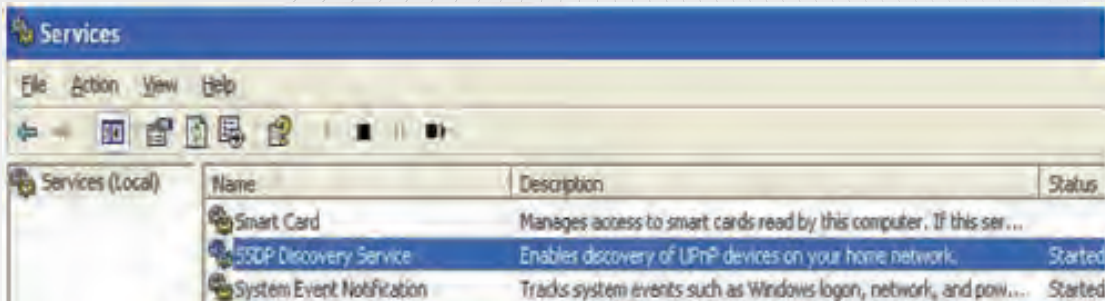 Services
File Action View Help
Services (Local) Name Description Status
Smart Card Manages access to smart cards read by this computer. If this ser...
SSDP Discovery Service Enables discovery of UPnP devices on your home network. Started
System Event Notification Tracks system events such as Windows logon, network, and pow... Started